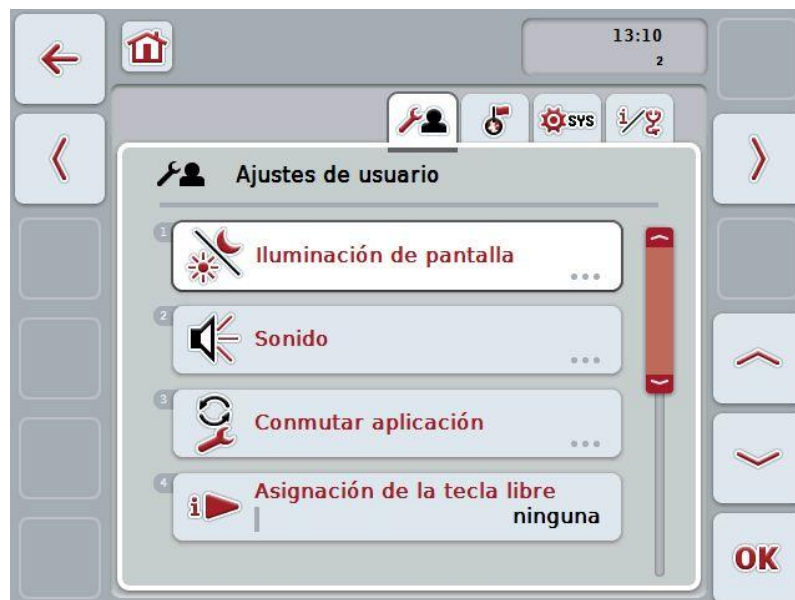 13:10
2
SYS
i/
Ajustes de usuario
1
Iluminación de pantalla
...
2
Sonido
...
3
Conmutar aplicación
...
4
Asignación de la tecla libre
i
ninguna
OK